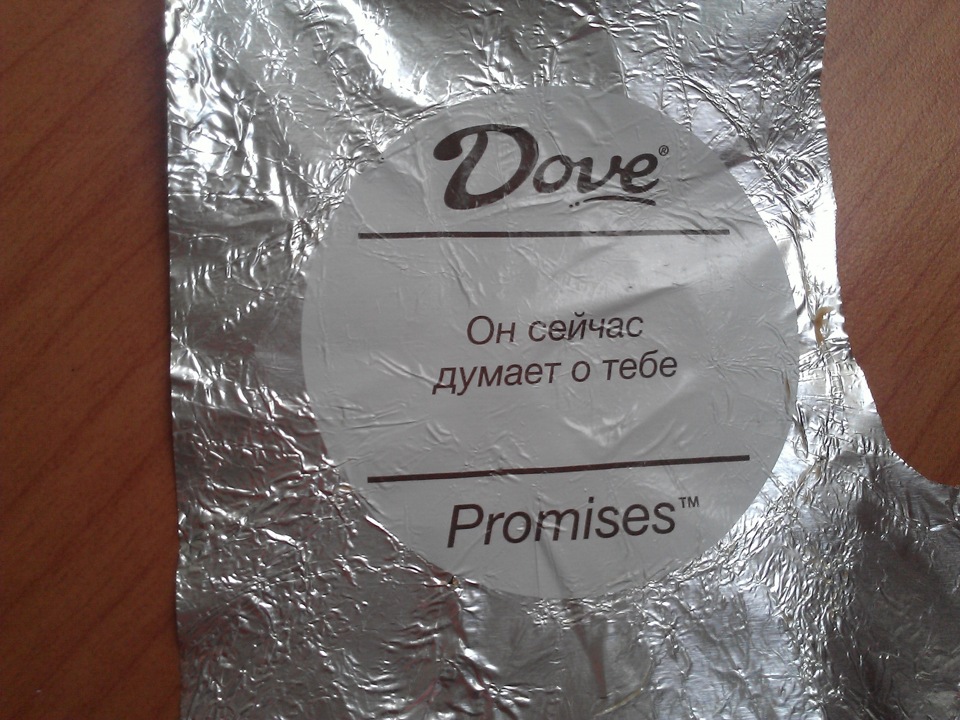 Dove®
Он сейчас
думает о тебе
Promises™